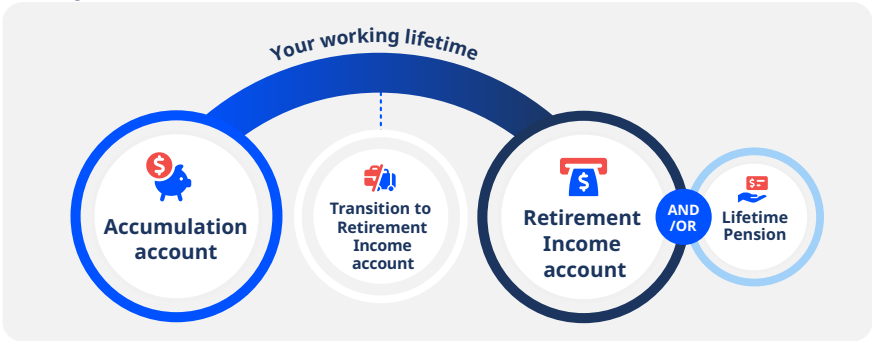 Your working lifetime
Accumulation
account
Transition to
Retirement
Income
account
Retirement
Income
account
AND
/OR
Lifetime
Pension